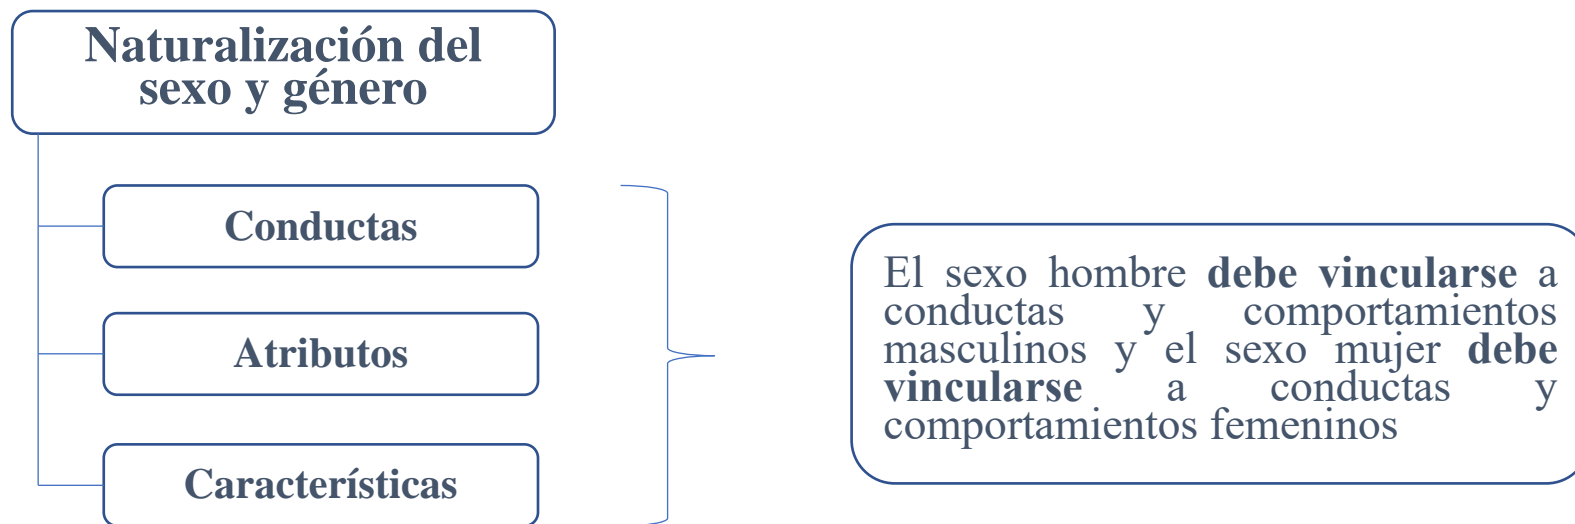 Naturalización del
sexo y género
Conductas
Atributos
Características
El sexo hombre debe vincularse a
conductas y comportamientos
masculinos y el sexo mujer debe
vincularse a conductas y
comportamientos femeninos